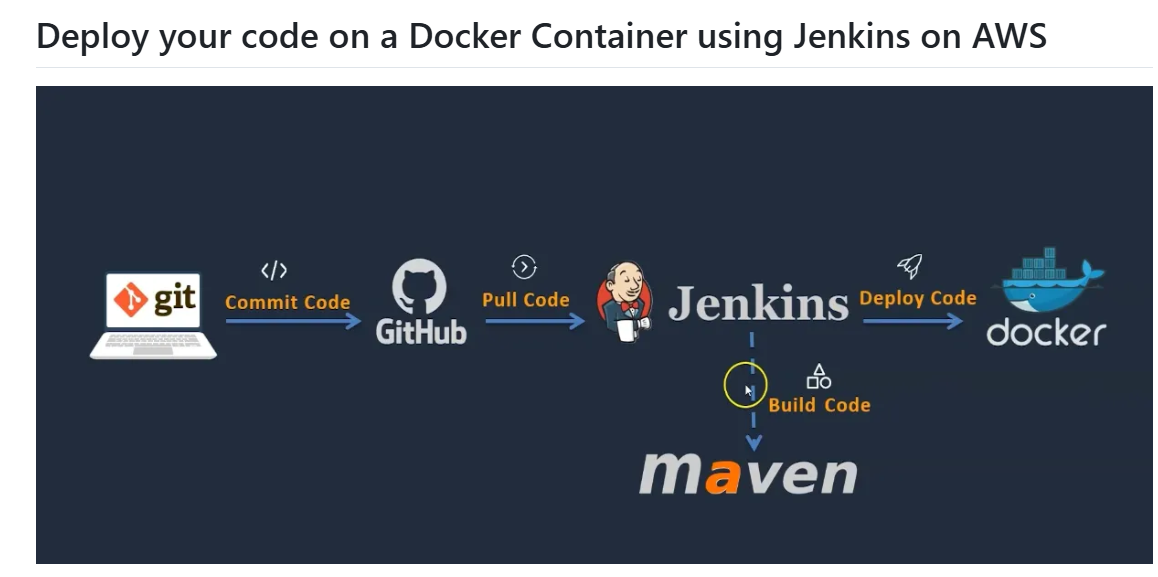 Deploy your code on a Docker Container using Jenkins on AWS
git
Commit Code
GitHub
Pull Code
Jenkins
Deploy Code
docker
Build Code
maven